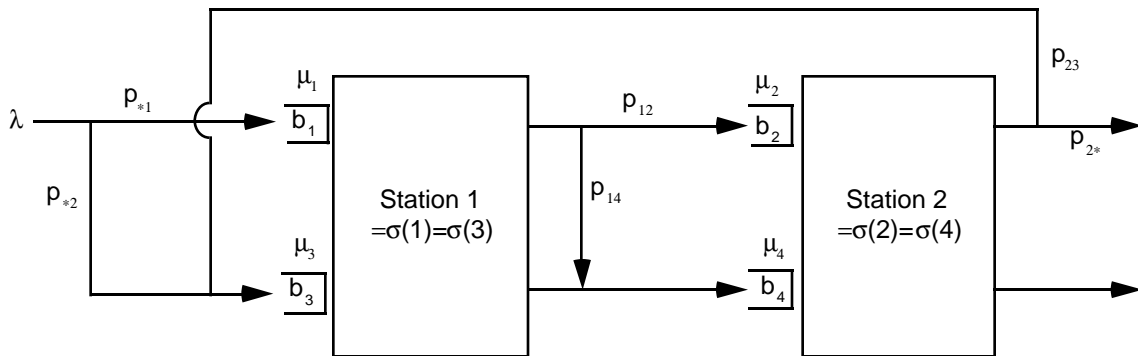 λ
p*1
p*2
μ1
b1
μ3
b3
Station 1
=σ(1)=σ(3)
p12
p14
μ2
b2
μ4
b4
Station 2
=σ(2)=σ(4)
p23
p2*